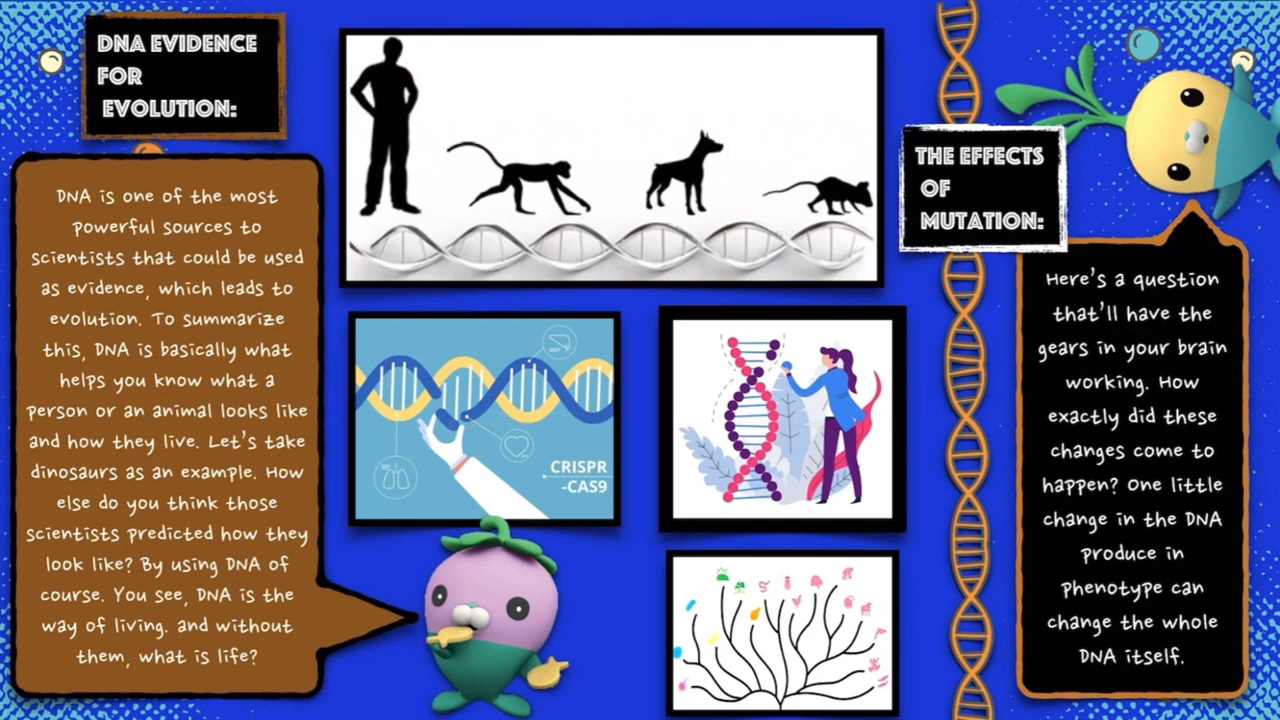 DNA EVIDENCE
FOR
EVOLUTION:
DNA is one of the most
powerful sources to
scientists that could be used
as evidence, which leads to
evolution. To summarize
this, DNA is basically what
helps you know what a
person or an animal looks like
and how they live. Let's take
dinosaurs as an example. How
else do you think those
scientists predicted how they
look like? By using DNA of
course. You see, DNA is the
way of living. and without
them, what is life?
CRISPR
-CAS9
THE EFFECTS
OF
MUTATION:
Here's a question
that'll have the
gears in your brain
working. How
exactly did these
changes come to
happen? One little
change in the DNA
produce in
phenotype can
change the whole
DNA itself.